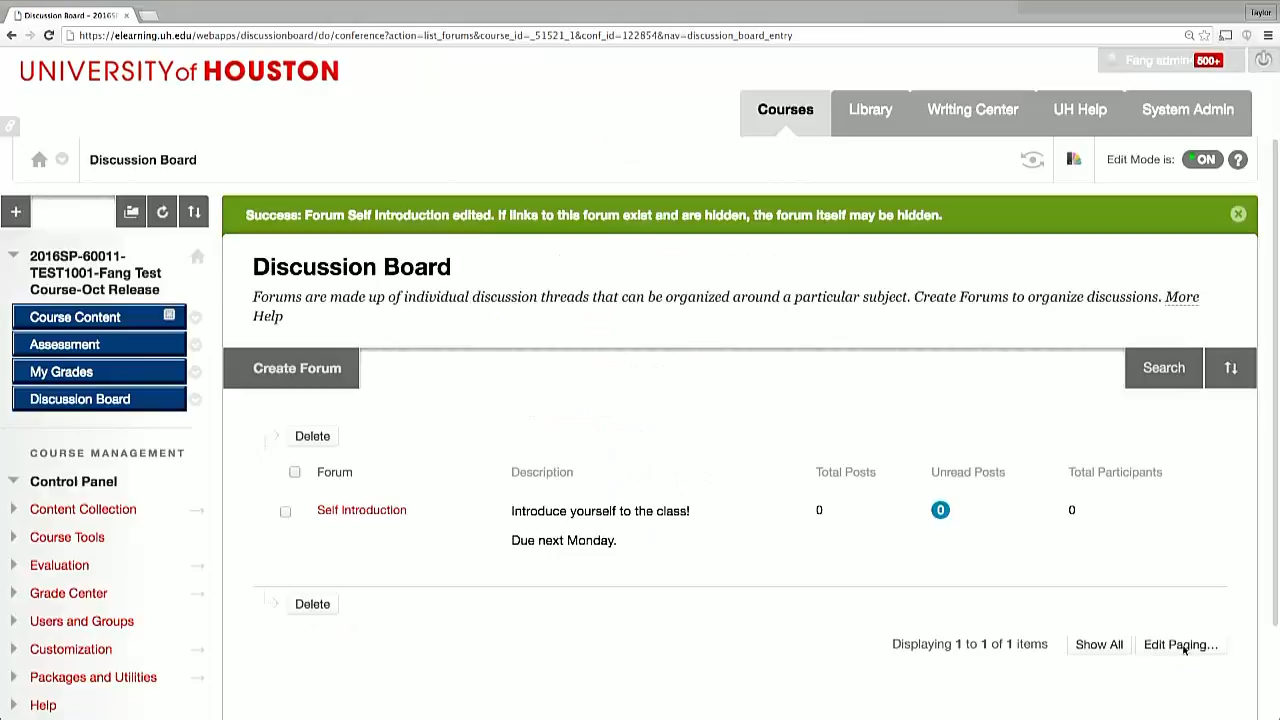 Discussion Board - 2016S
Taylor
https://elearning.uh.edu/webapps/discussionboard/do/conference?action=list_forums&course_id=_51521_1&conf_id=122854&nav=discussion_board_entry
UNIVERSITY of HOUSTON
Fang admin 500+
Courses
Library
Writing Center
UH Help
System Admin
Discussion Board
Edit Mode is: ON ?
Success: Forum Self Introduction edited. If links to this forum exist and are hidden, the forum itself may be hidden.
2016SP-60011-
TEST1001-Fang Test
Course-Oct Release
Course Content
Assessment
My Grades
Discussion Board
COURSE MANAGEMENT
Control Panel
Content Collection
Course Tools
Evaluation
Grade Center
Users and Groups
Customization
Packages and Utilities
Help
Discussion Board
Forums are made up of individual discussion threads that can be organized around a particular subject. Create Forums to organize discussions. More
Help
Create Forum
Search
Delete
Forum Description Total Posts Unread Posts Total Participants
Self Introduction Introduce yourself to the class! 0 0 0
Due next Monday.
Delete
Displaying 1 to 1 of 1 items Show All Edit Paging...